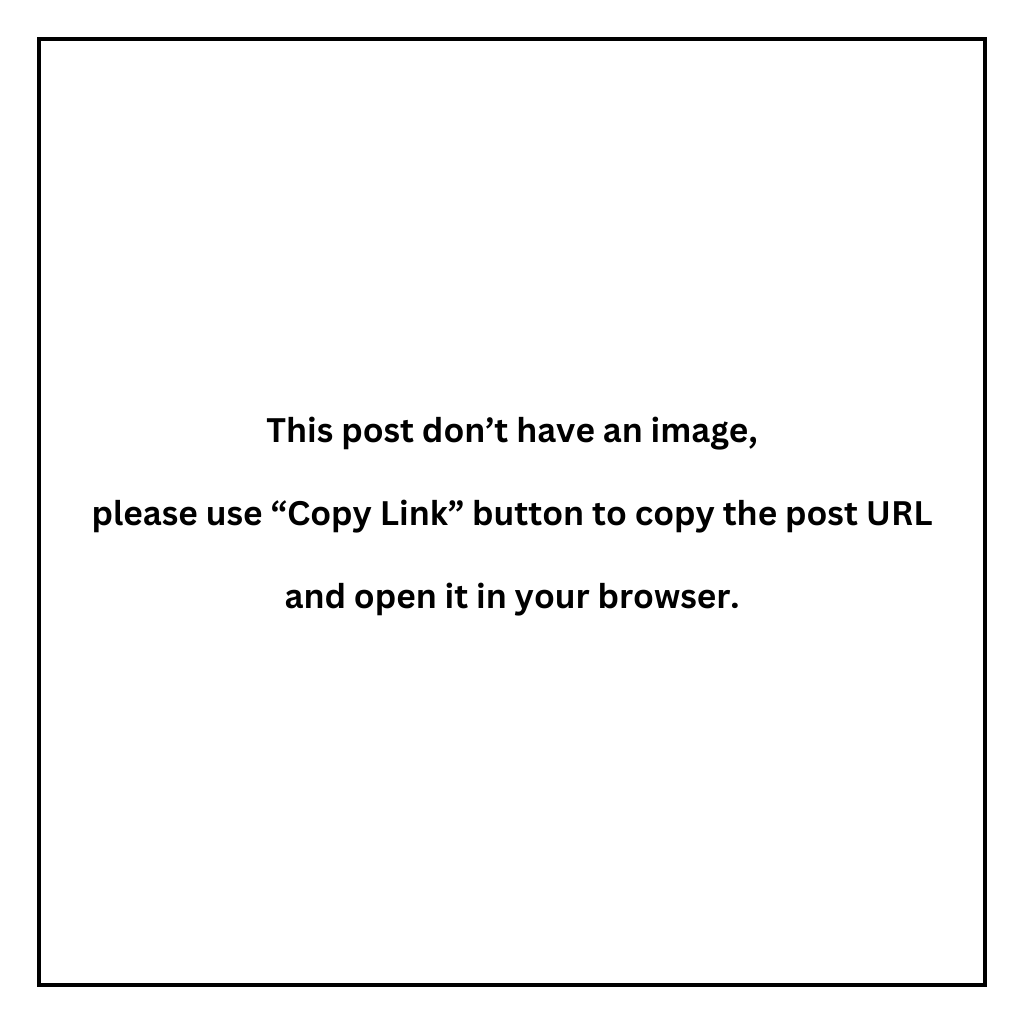 This post don’t have an image,
please use “Copy Link” button to copy the post URL
and open it in your browser.